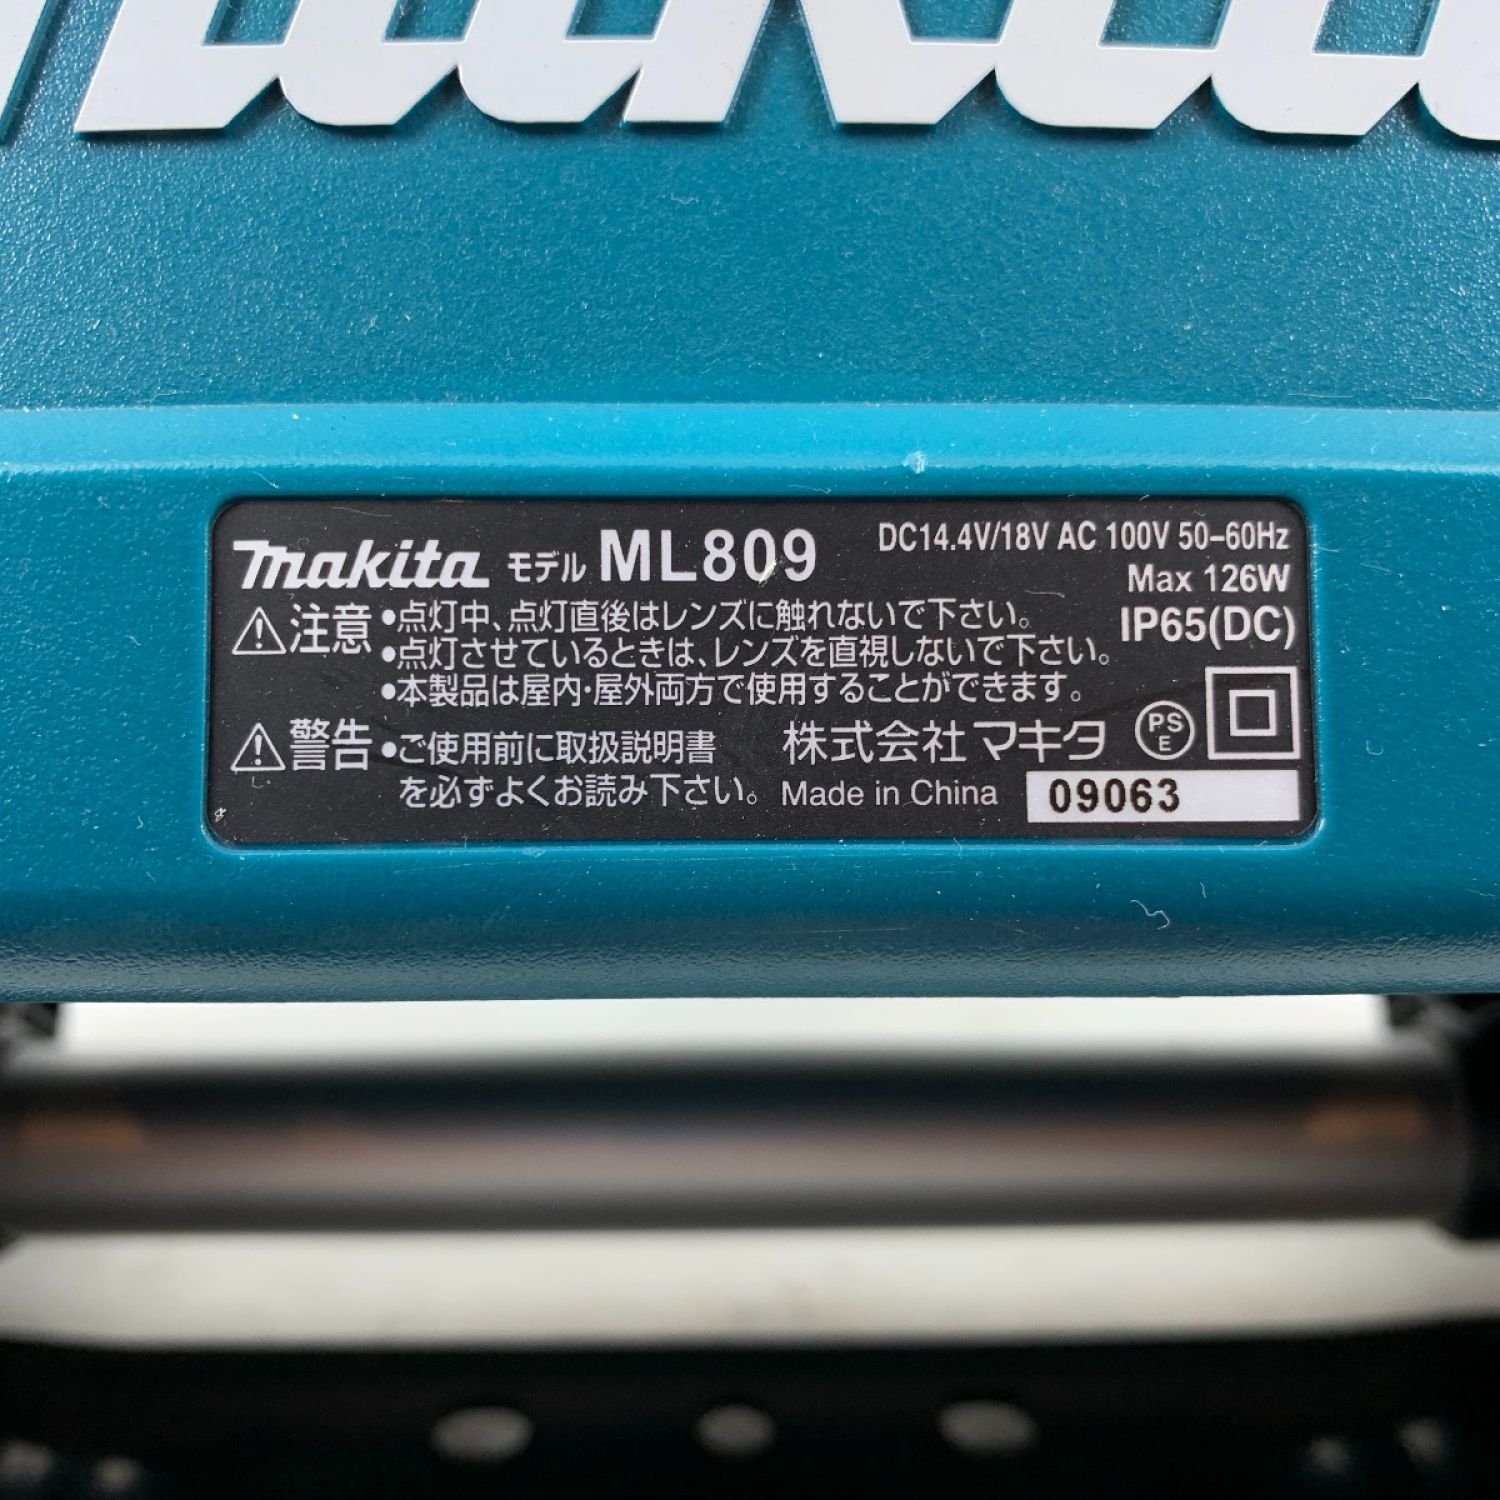 makita
makita モデル ML809 DC14.4V/18V AC 100V 50-60Hz
Max 126W
IP65(DC)
注意 •点灯中、点灯直後はレンズに触れないで下さい。
•点灯させているときは、レンズを直視しないで下さい。
•本製品は屋内・屋外両方で使用することができます。
警告 •ご使用前に取扱説明書
を必ずよくお読み下さい。
株式会社マキタ
PS
E
Made in China 09063